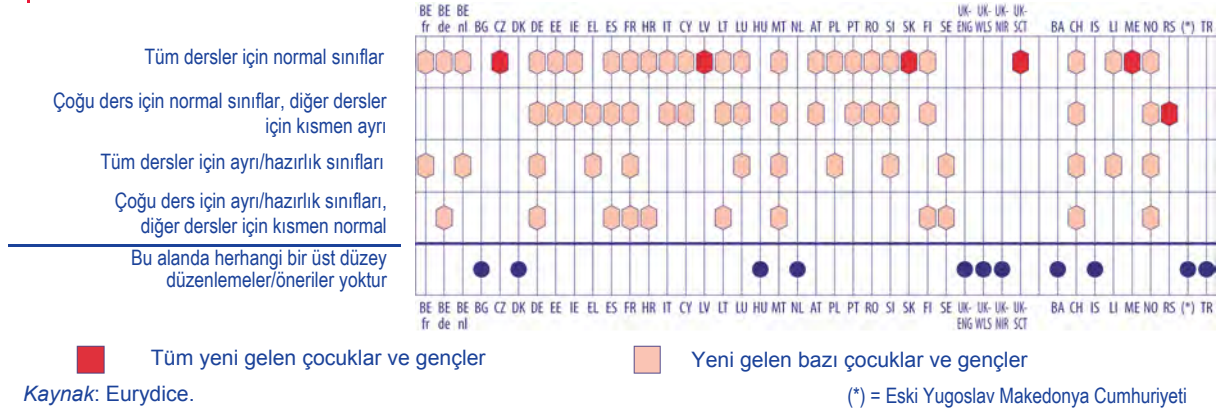 BE BE BE UK- UK- UK- UK-
fr de nl BG CZ DK DE EE IE EL ES FR HR IT CY LV LT LU HU MT NL AT PL PT RO SI SK FI SE ENG WLS NIR SCT BA CH IS LI ME NO RS (*) TR
Tüm dersler için normal sınıflar
Çoğu ders için normal sınıflar, diğer dersler
için kısmen ayrı
Tüm dersler için ayrı/hazırlık sınıfları
Çoğu ders için ayrı/hazırlık sınıfları,
diğer dersler için kısmen normal
Bu alanda herhangi bir üst düzey
düzenlemeler/öneriler yoktur
BE BE BE BG CZ DK DE EE IE EL ES FR HR IT CY LV LT LU HU MT NL AT PL PT RO SI SK FI SE UK- UK- UK- UK- BA CH IS LI ME NO RS (*) TR
fr de nl ENG WLS NIR SCT
Tüm yeni gelen çocuklar ve gençler Yeni gelen bazı çocuklar ve gençler
Kaynak: Eurydice. (*) = Eski Yugoslav Makedonya Cumhuriyeti